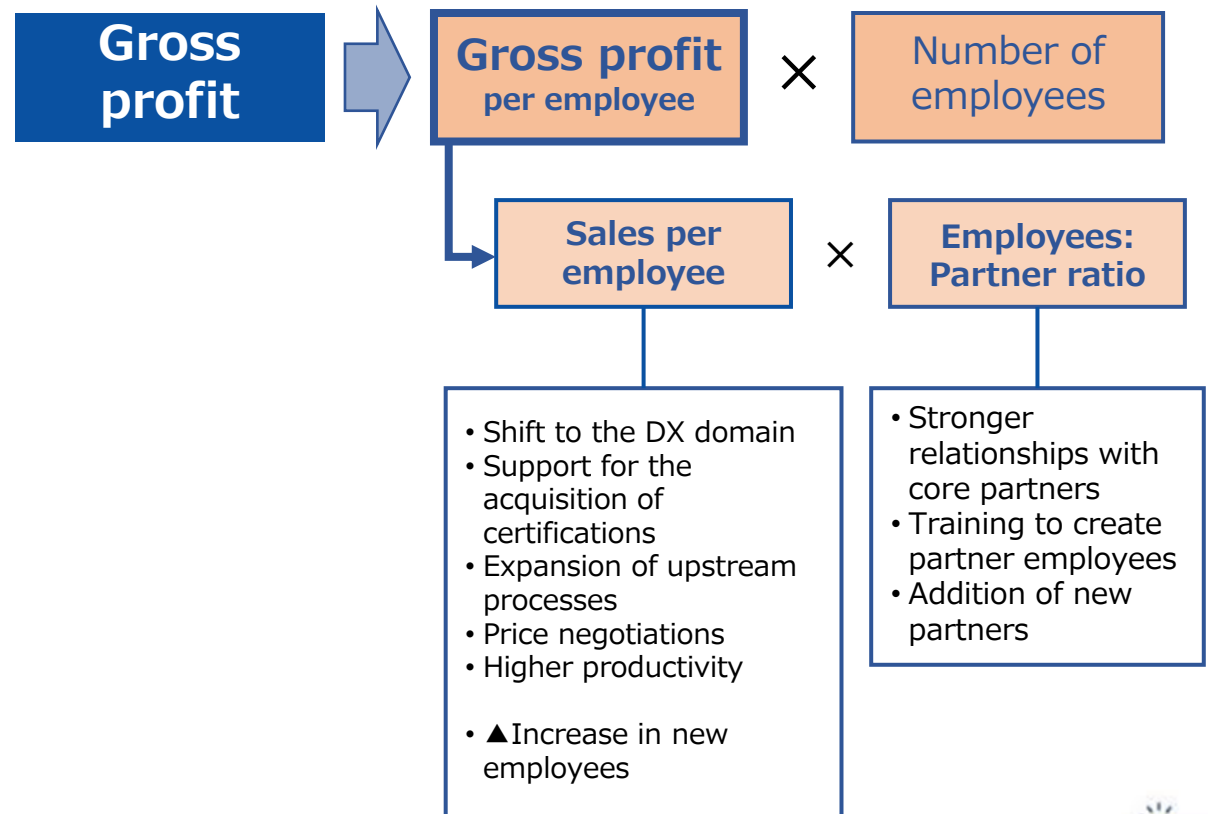 Gross
profit
Gross profit
per employee
×
Number of
employees
Sales per
employee
×
Employees:
Partner ratio
• Shift to the DX domain
• Support for the
acquisition of
certifications
• Expansion of upstream
processes
• Price negotiations
• Higher productivity
• ▲Increase in new
employees
• Stronger
relationships with
core partners
• Training to create
partner employees
• Addition of new
partners